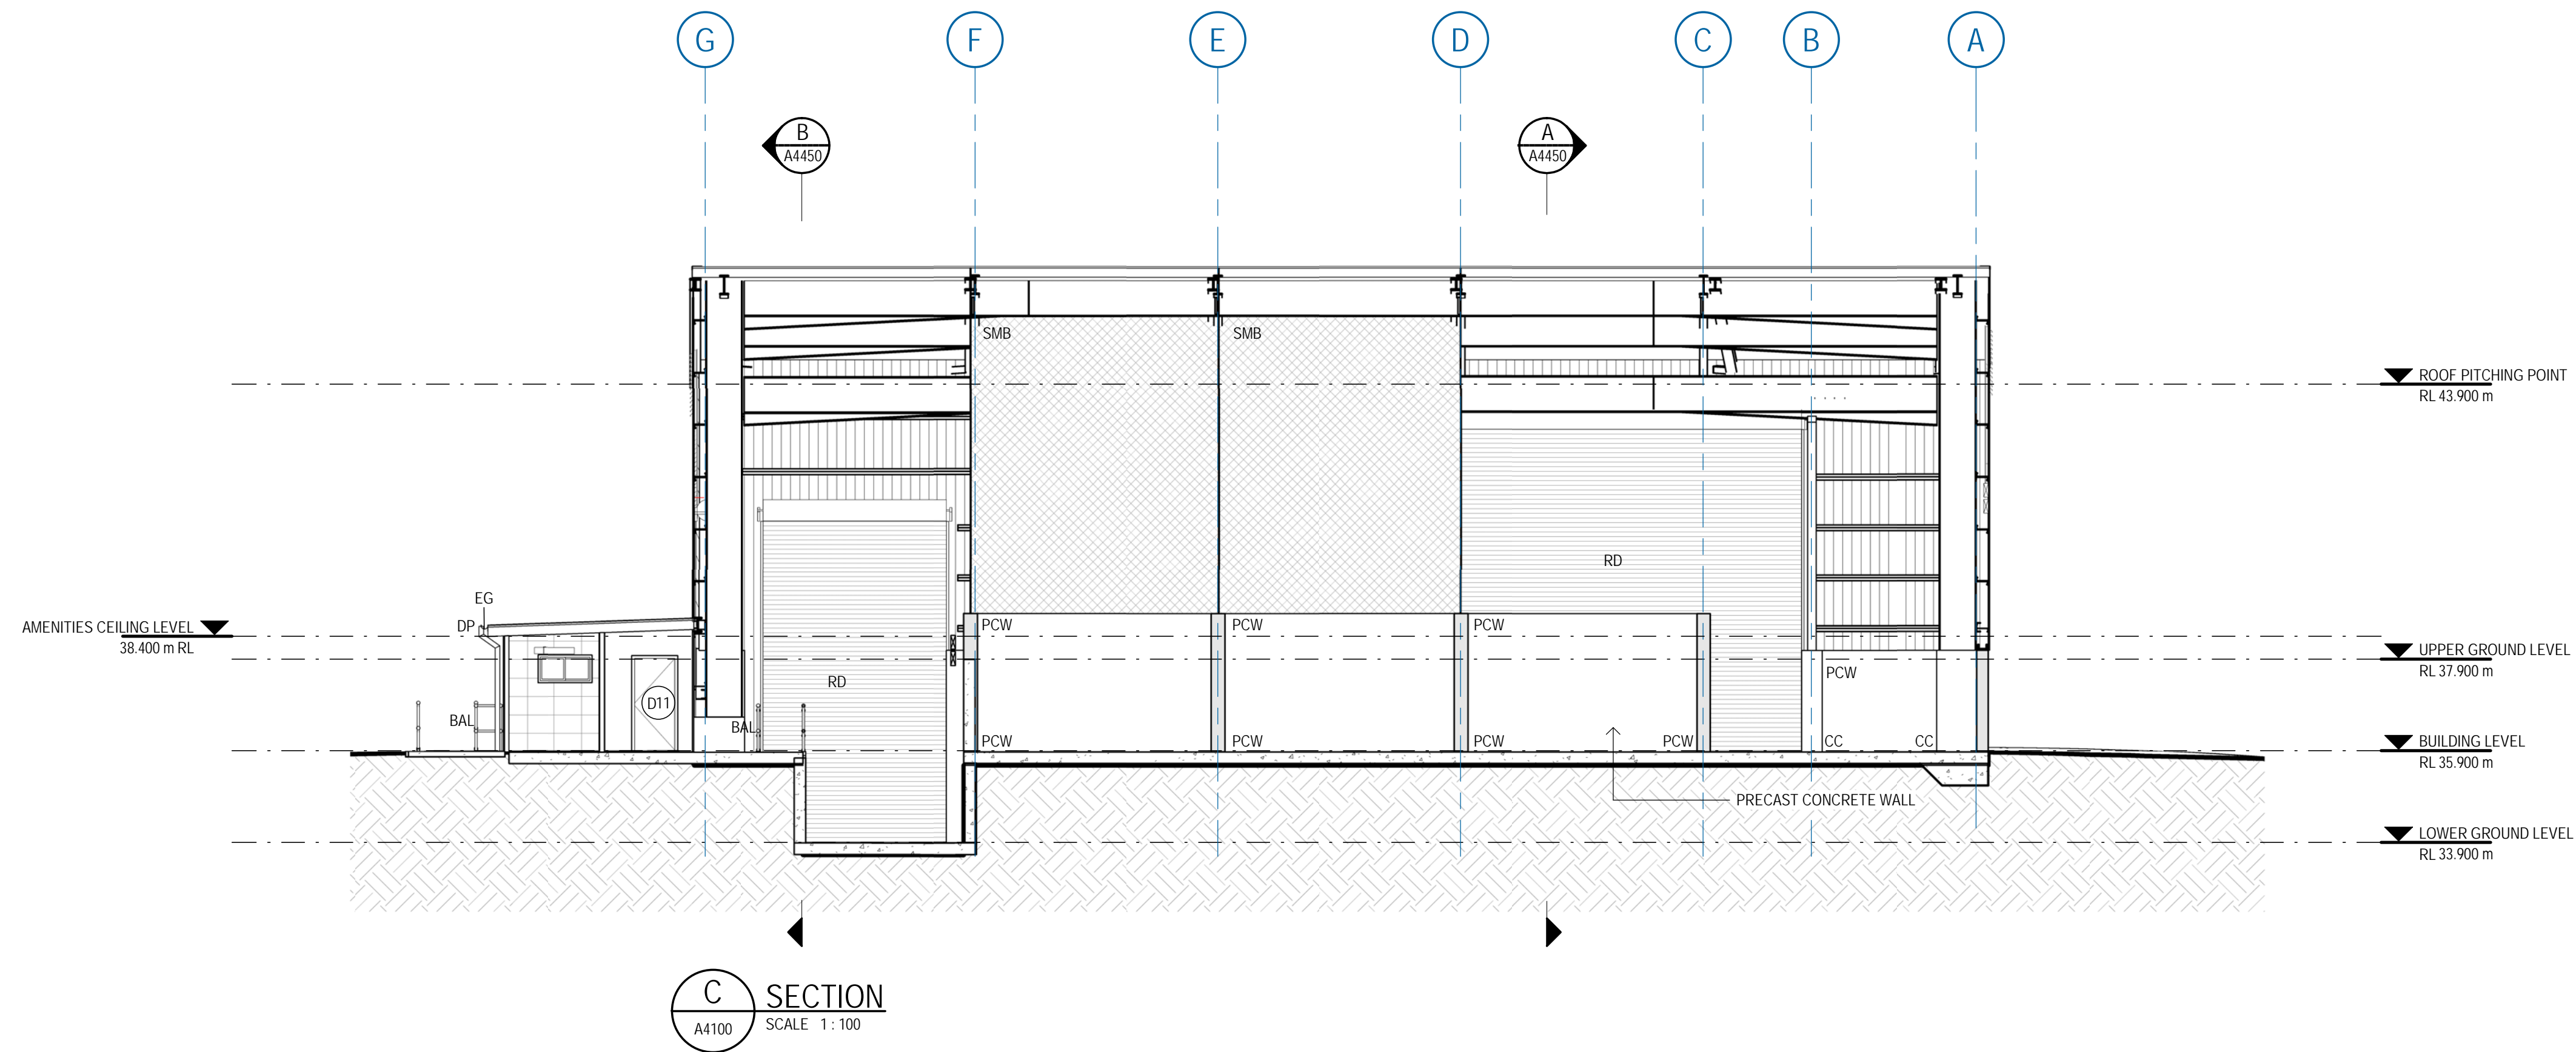 G F E D C B A
B
A4450
A
A4450
SMB SMB
ROOF PITCHING POINT
RL 43.900 m
RD
EG
DP
AMENITIES CEILING LEVEL
38.400 m RL
PCW PCW PCW
UPPER GROUND LEVEL
RL 37.900 m
PCW
RD
D11
BAL
BAL
PCW PCW PCW PCW CC CC
BUILDING LEVEL
RL 35.900 m
PRECAST CONCRETE WALL
LOWER GROUND LEVEL
RL 33.900 m
C
A4100
SECTION
SCALE 1 : 100